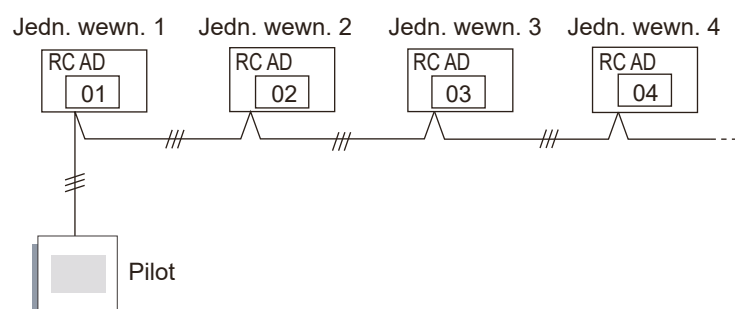 Jedn. wewn. 1 Jedn. wewn. 2 Jedn. wewn. 3 Jedn. wewn. 4
RC AD RC AD RC AD RC AD
01 02 03 04
Pilot